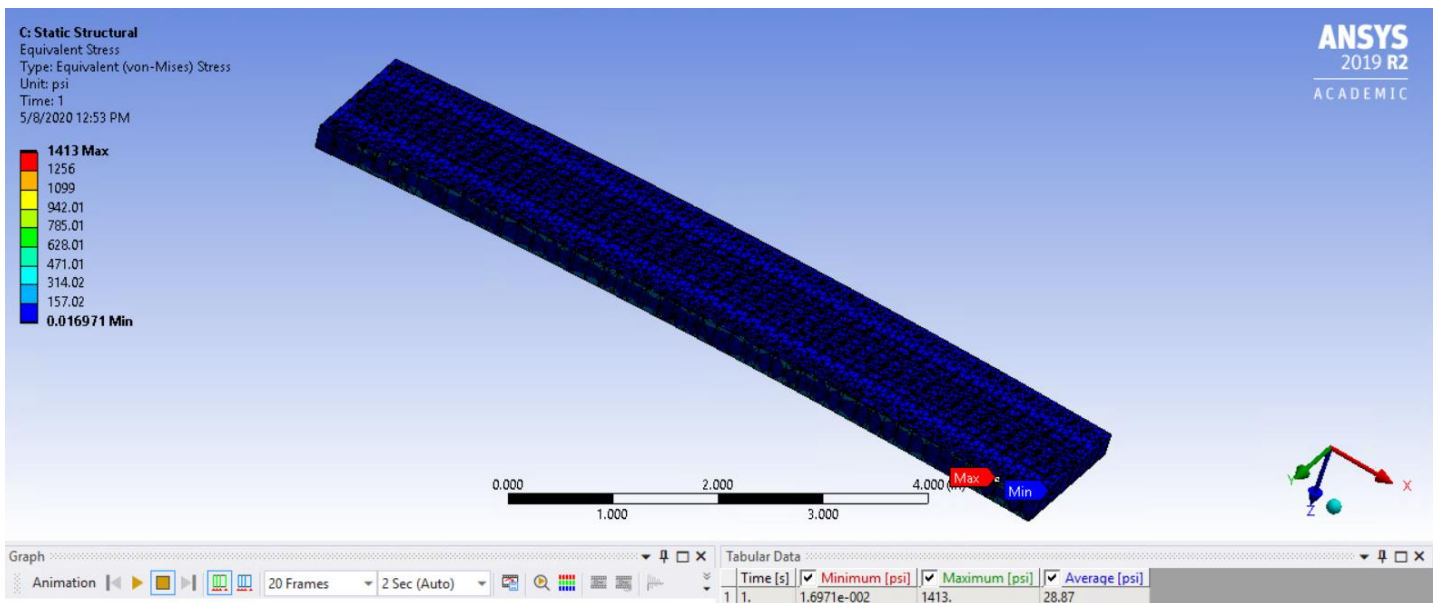 C: Static Structural
Equivalent Stress
Type: Equivalent (von-Mises) Stress
Unit: psi
Time: 1
5/8/2020 12:53 PM
1413 Max
1256
1099
942.01
785.01
628.01
471.01
314.02
157.02
0.016971 Min
ANSYS
2019 R2
ACADEMIC
Max
Min
0.000 2.000 4.000 (in)
1.000 3.000
Y X
Z
Graph
Animation 20 Frames 2 Sec (Auto)
Tabular Data
Time [s] Minimum [psi] Maximum [psi] Average [psi]
1 1. 1.6971e-002 1413. 28.87